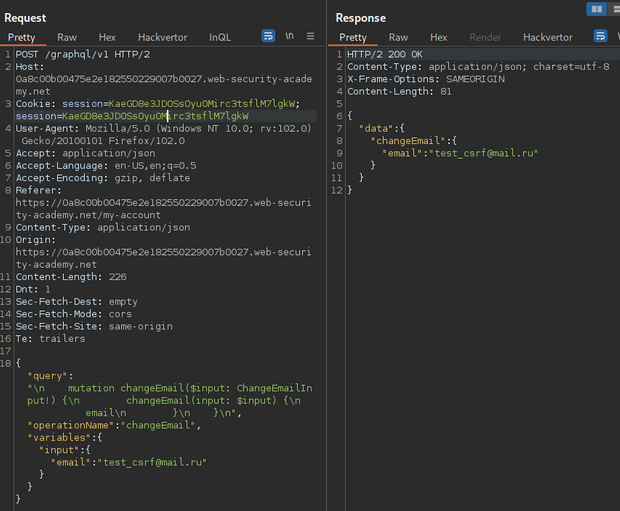 Request
Pretty Raw Hex Hackvertor InQL \n ☰
1 POST /graphql/v1 HTTP/2
2 Host:
0a8c00b00475e2e182550229007b0027.web-security-acade
my.net
3 Cookie: session=KaeGD8e3JDOSsOyuOMirc3tsflM7lgkW;
session=KaeGD8e3JDOSsOyuOMirc3tsflM7lgkW
4 User-Agent: Mozilla/5.0 (Windows NT 10.0; rv:102.0)
Gecko/20100101 Firefox/102.0
5 Accept: application/json
6 Accept-Language: en-US,en;q=0.5
7 Accept-Encoding: gzip, deflate
8 Referer:
https://0a8c00b00475e2e182550229007b0027.web-securi
ty-academy.net/my-account
9 Content-Type: application/json
10 Origin:
https://0a8c00b00475e2e182550229007b0027.web-securi
ty-academy.net
11 Content-Length: 226
12 Dnt: 1
13 Sec-Fetch-Dest: empty
14 Sec-Fetch-Mode: cors
15 Sec-Fetch-Site: same-origin
16 Te: trailers
17
18 {
"query":
"\n    mutation changeEmail($input: ChangeEmailIn
put!) {\n        changeEmail(input: $input) {\n
email\n        }\n    }\n",
"operationName":"changeEmail",
"variables":{
"input":{
"email":"test_csrf@mail.ru"
}
}
}
Response
Pretty Raw Hex Render Hackvertor \n
1 HTTP/2 200 OK
2 Content-Type: application/json; charset=utf-8
3 X-Frame-Options: SAMEORIGIN
4 Content-Length: 81
5
6 {
7 "data":{
8 "changeEmail":{
9 "email":"test_csrf@mail.ru"
10 }
11 }
12 }